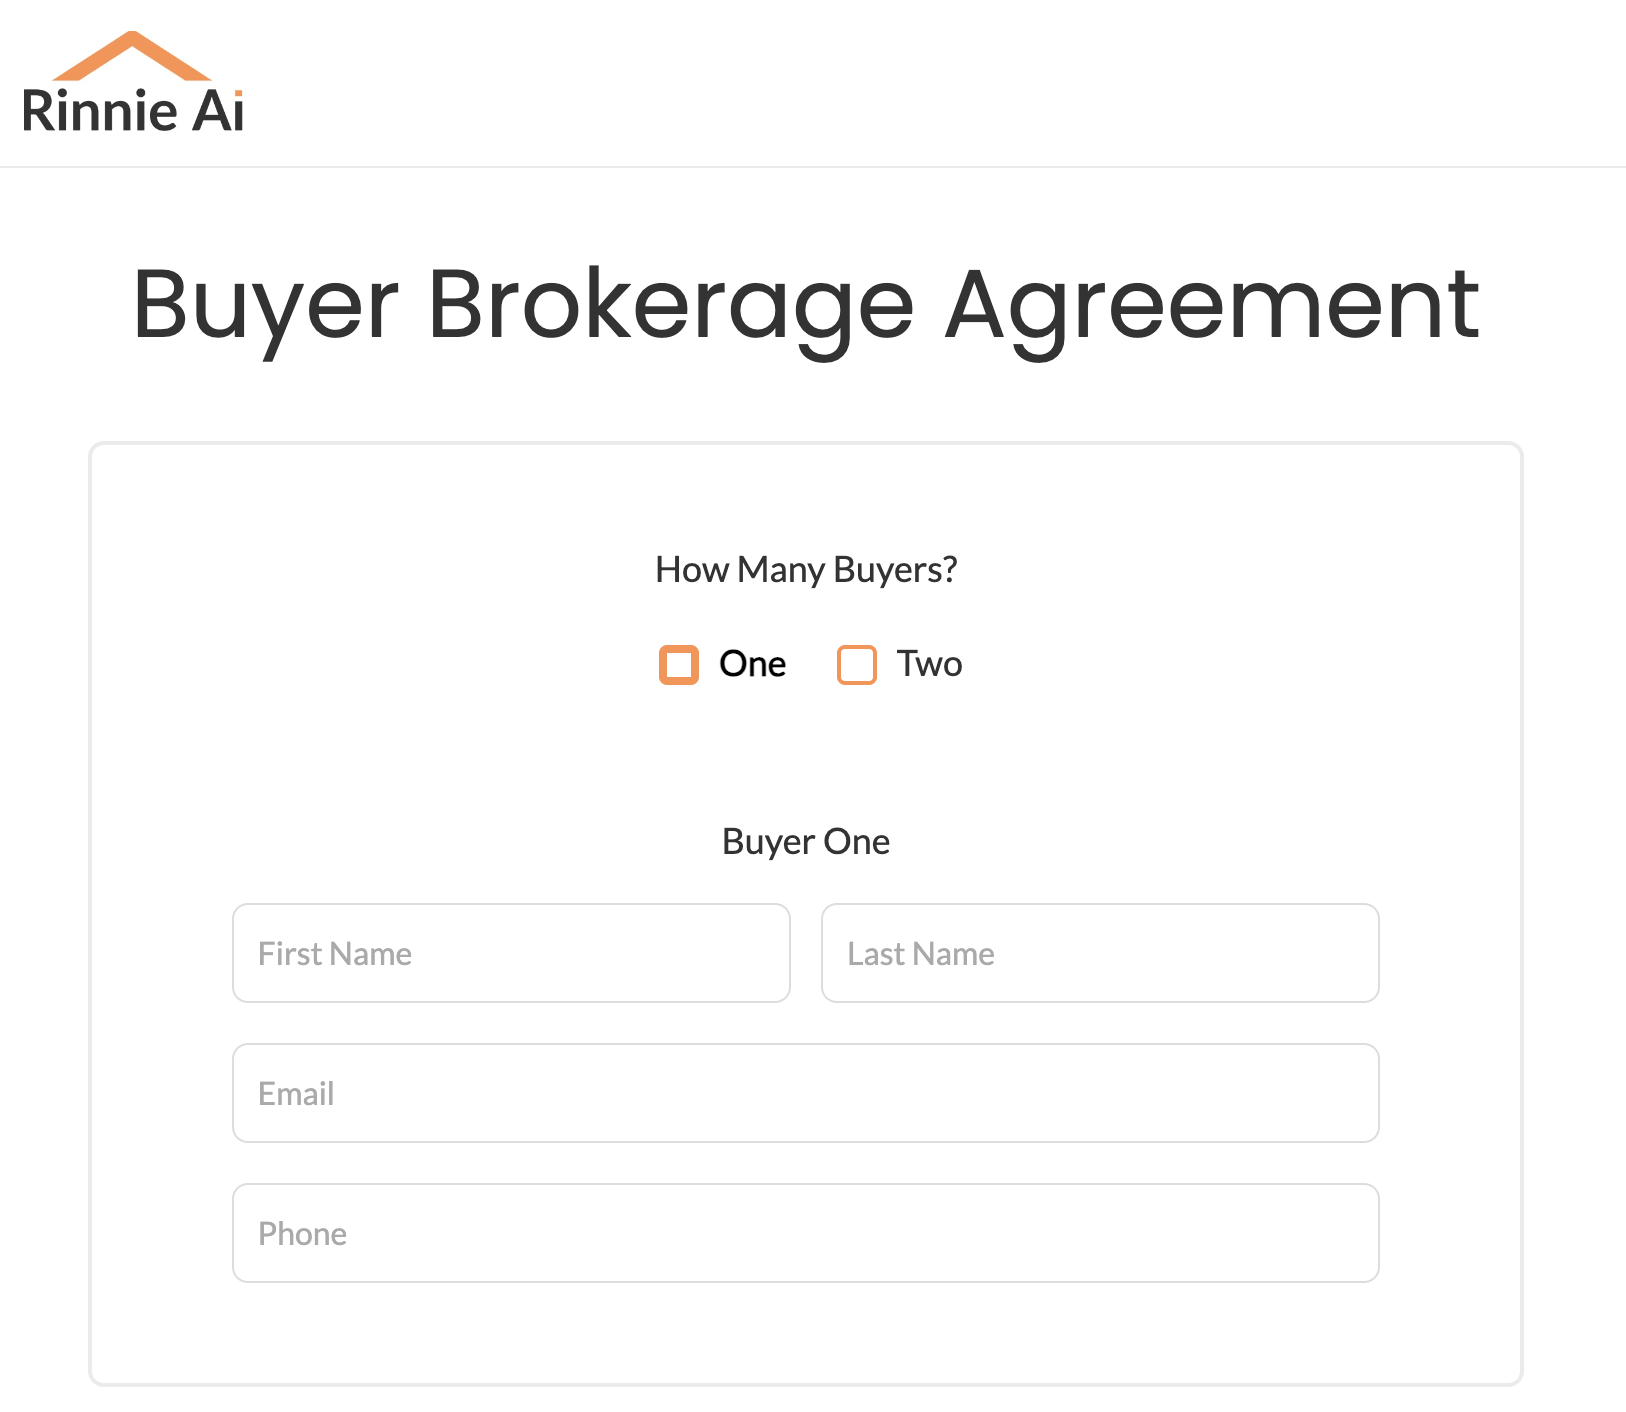 Rinnie Ai
Buyer Brokerage Agreement
How Many Buyers?
One Two
Buyer One
First Name Last Name
Email
Phone